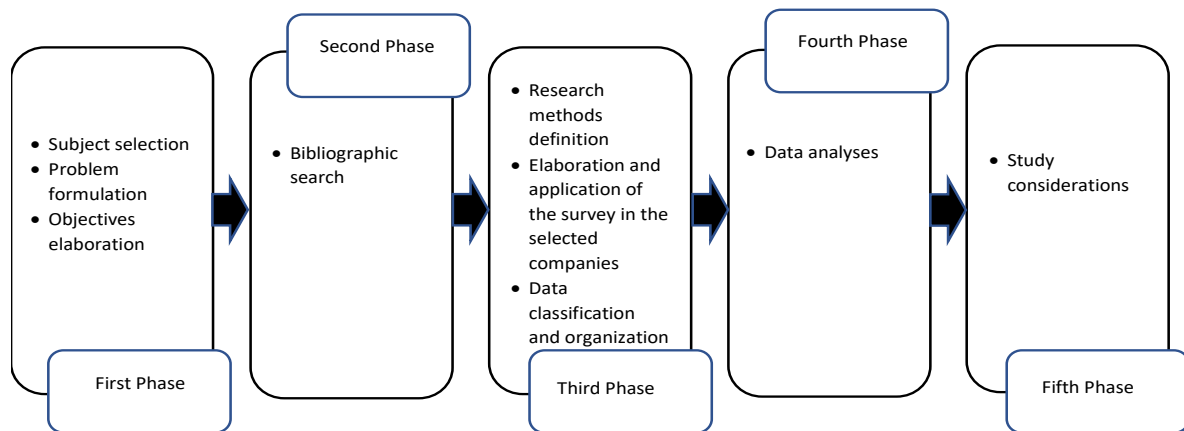 • Subject selection
• Problem
formulation
• Objectives
elaboration
First Phase
Second Phase
• Bibliographic
search
• Research
methods
definition
• Elaboration and
application of
the survey in the
selected
companies
• Data
classification
and organization
Third Phase
Fourth Phase
• Data analyses
• Study
considerations
Fifth Phase